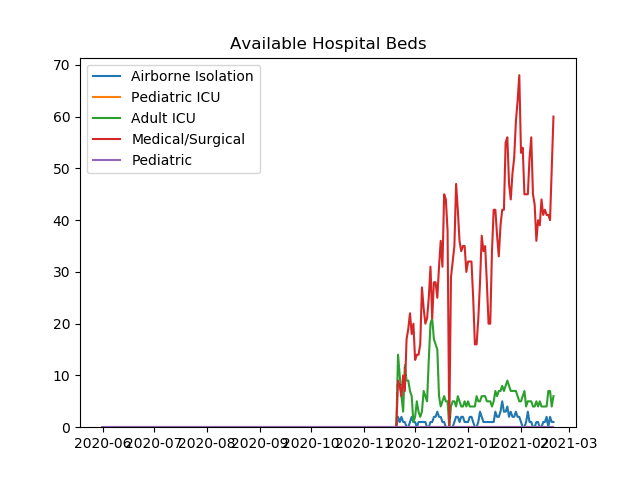 Available Hospital Beds
Airborne Isolation
Pediatric ICU
Adult ICU
Medical/Surgical
Pediatric
70
60
50
40
30
20
10
0
2020-06 2020-07 2020-08 2020-09 2020-10 2020-11 2020-12 2021-01 2021-02 2021-03